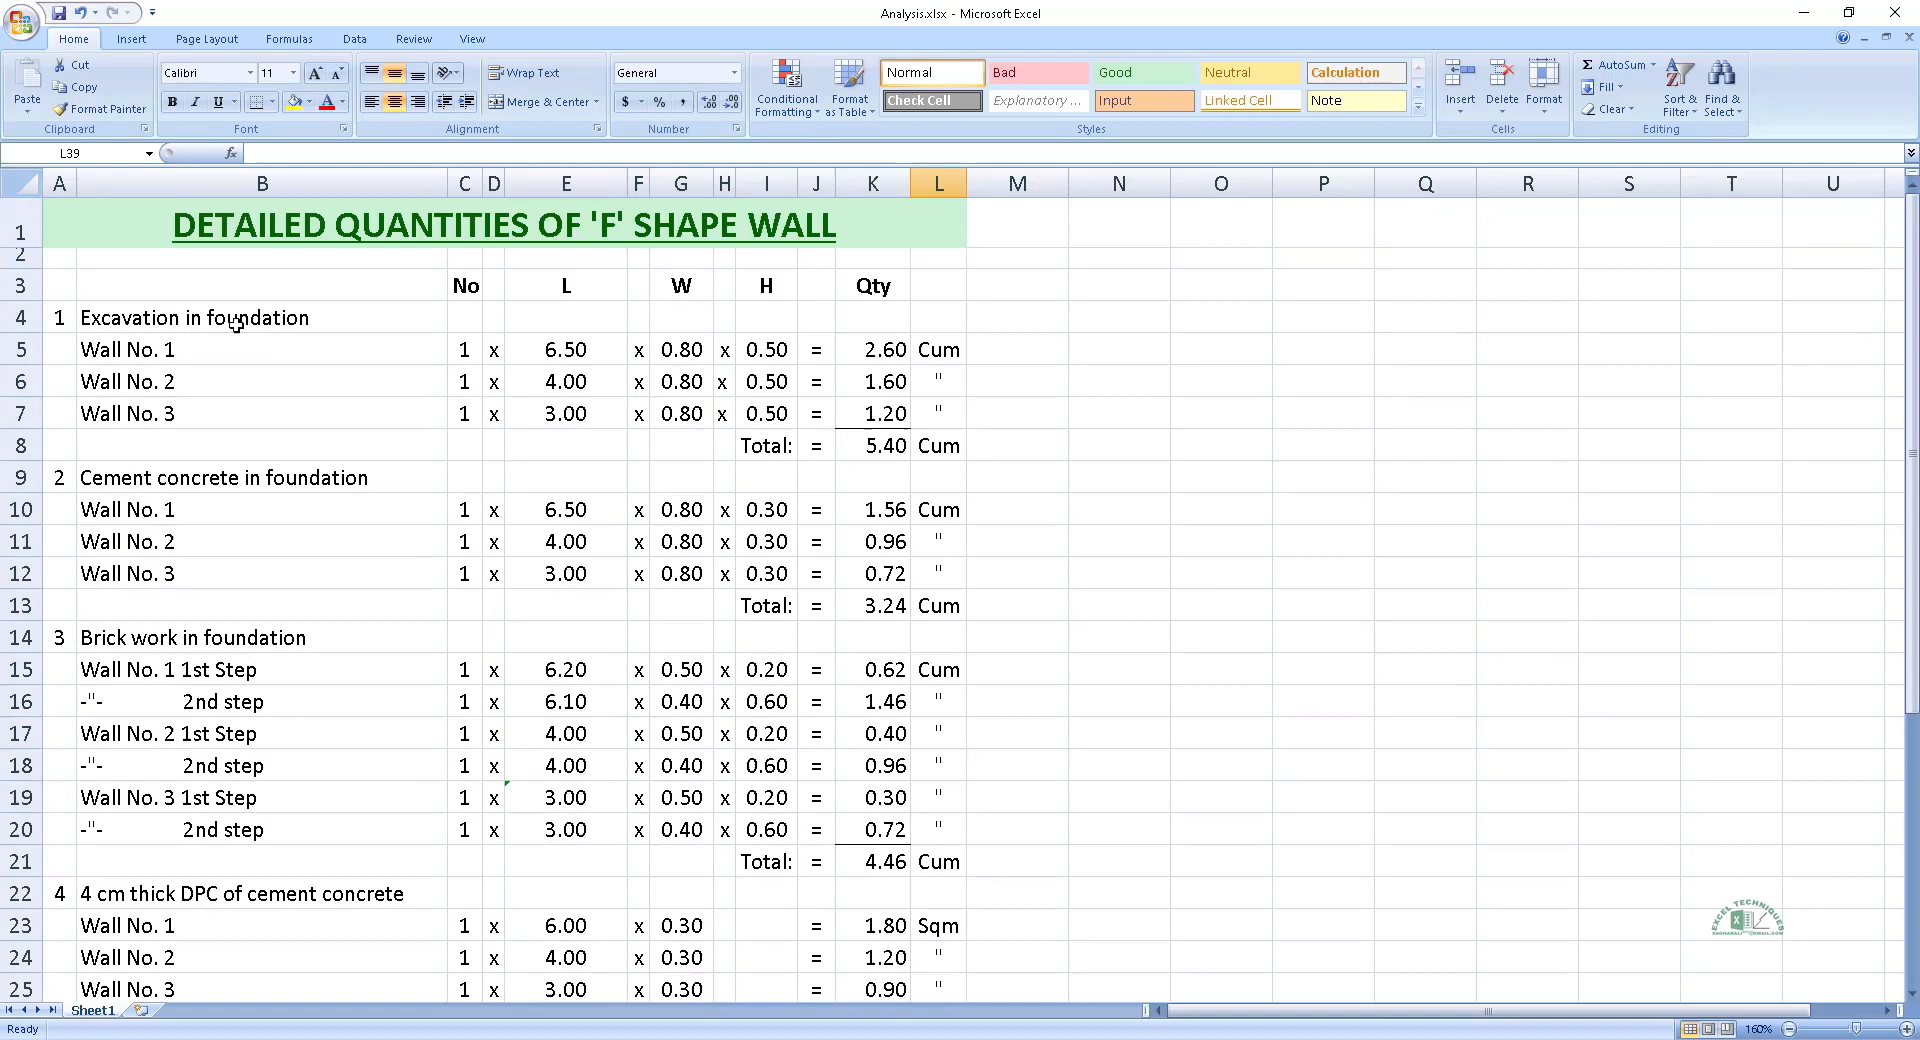 Analysis.xlsx - Microsoft Excel
Home Insert Page Layout Formulas Data Review View
Paste Cut Copy Format Painter Clipboard
Calibri 11 B I U Font
Wrap Text Merge & Center Alignment
General $ % , Number
Conditional Formatting Format as Table
Normal Bad Good Neutral Calculation
Check Cell Explanatory ... Input Linked Cell Note
Styles
Insert Delete Format Cells
AutoSum Fill Clear Sort & Filter Find & Select Editing
L39 fx
A B C D E F G H I J K L M N O P Q R S T U
1 DETAILED QUANTITIES OF 'F' SHAPE WALL
2
3 No L W H Qty
4 1 Excavation in foundation
5 Wall No. 1 1 x 6.50 x 0.80 x 0.50 = 2.60 Cum
6 Wall No. 2 1 x 4.00 x 0.80 x 0.50 = 1.60 "
7 Wall No. 3 1 x 3.00 x 0.80 x 0.50 = 1.20 "
8 Total: = 5.40 Cum
9 2 Cement concrete in foundation
10 Wall No. 1 1 x 6.50 x 0.80 x 0.30 = 1.56 Cum
11 Wall No. 2 1 x 4.00 x 0.80 x 0.30 = 0.96 "
12 Wall No. 3 1 x 3.00 x 0.80 x 0.30 = 0.72 "
13 Total: = 3.24 Cum
14 3 Brick work in foundation
15 Wall No. 1 1st Step 1 x 6.20 x 0.50 x 0.20 = 0.62 Cum
16 -"- 2nd step 1 x 6.10 x 0.40 x 0.60 = 1.46 "
17 Wall No. 2 1st Step 1 x 4.00 x 0.50 x 0.20 = 0.40 "
18 -"- 2nd step 1 x 4.00 x 0.40 x 0.60 = 0.96 "
19 Wall No. 3 1st Step 1 x 3.00 x 0.50 x 0.20 = 0.30 "
20 -"- 2nd step 1 x 3.00 x 0.40 x 0.60 = 0.72 "
21 Total: = 4.46 Cum
22 4 4 cm thick DPC of cement concrete
23 Wall No. 1 1 x 6.00 x 0.30 = 1.80 Sqm
24 Wall No. 2 1 x 4.00 x 0.30 = 1.20 "
25 Wall No. 3 1 x 3.00 x 0.30 = 0.90 "
EXCEL TECHNIQUES
Sheet1
Ready 160%